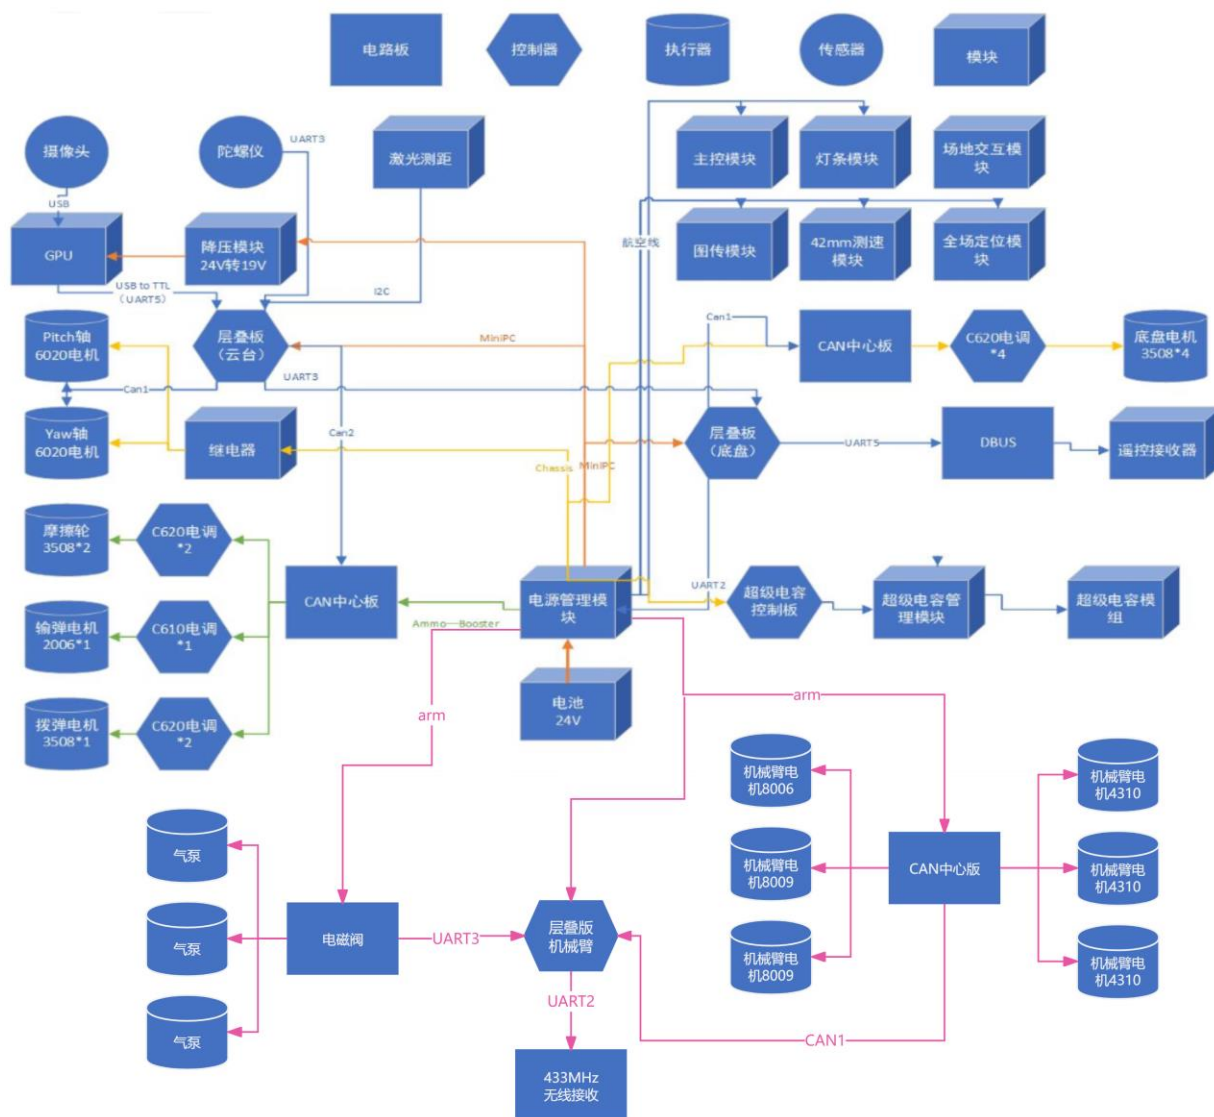 电路板
控制器
执行器
传感器
模块
摄像头
陀螺仪
UART3
激光测距
主控模块
灯条模块
场地交互模
块
USB
GPU
降压模块
24V转19V
航空线
图传模块
42mm测速
模块
全场定位模
块
USB to TTL
（UART5）
I2C
Pitch轴
6020电机
层叠板
（云台）
MiniPC
Can1
CAN中心板
C620电调
*4
底盘电机
3508*4
Can1
UART3
Yaw轴
6020电机
继电器
Can2
Chassis
MiniPC
层叠板
（底盘）
UART5
DBUS
遥控接收器
摩擦轮
3508*2
C620电调
*2
CAN中心板
电源管理模
块
UART2
超级电容
控制板
超级电容管
理模块
超级电容模
组
输弹电机
2006*1
C610电调
*1
Ammo—Booster
拨弹电机
3508*1
C620电调
*2
电池
24V
arm
arm
机械臂电
机8006
机械臂电
机4310
气泵
机械臂电
机8009
CAN中心版
机械臂电
机4310
气泵
电磁阀
UART3
层叠版
机械臂
机械臂电
机8009
机械臂电
机4310
气泵
UART2
CAN1
433MHz
无线接收